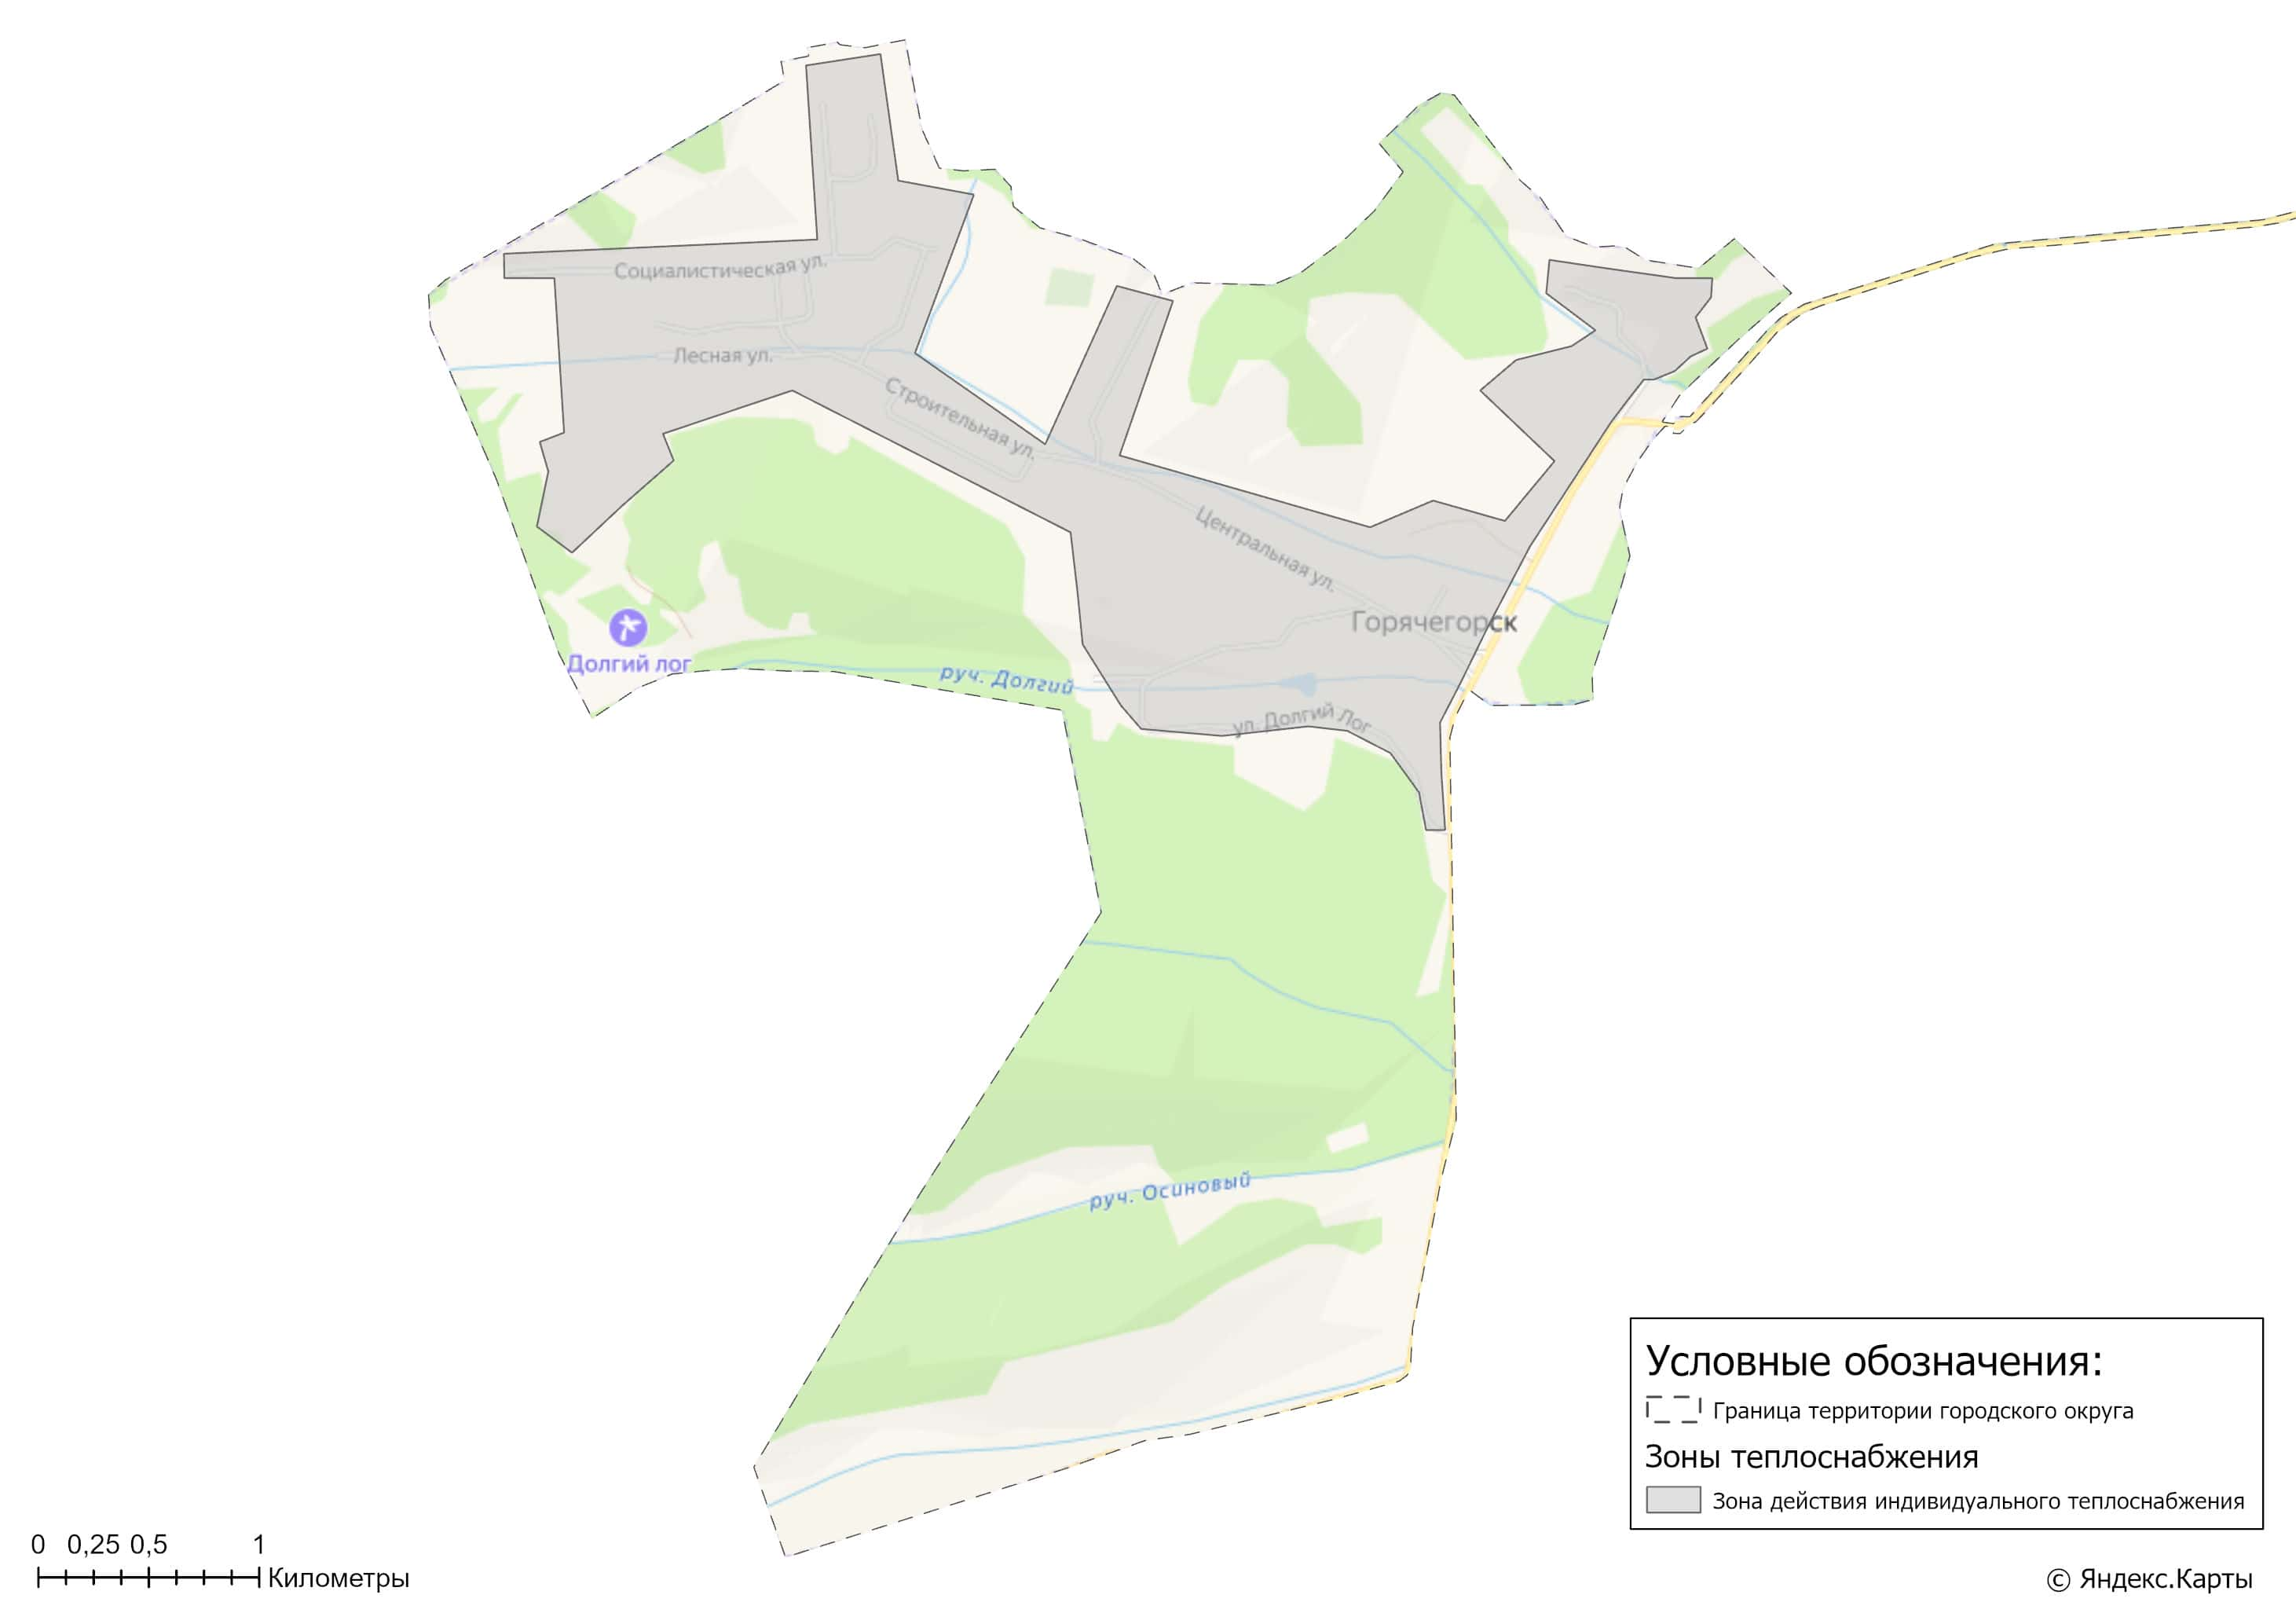 Социалистическая ул.
Лесная ул.
Строительная ул.
Центральная ул.
Горячегорск
Долгий лог
руч. Долгий
ул. Долгий Лог
руч. Осиновый
Условные обозначения:
Граница территории городского округа
Зоны теплоснабжения
Зона действия индивидуального теплоснабжения
0 0,25 0,5 1
Километры
© Яндекс.Карты